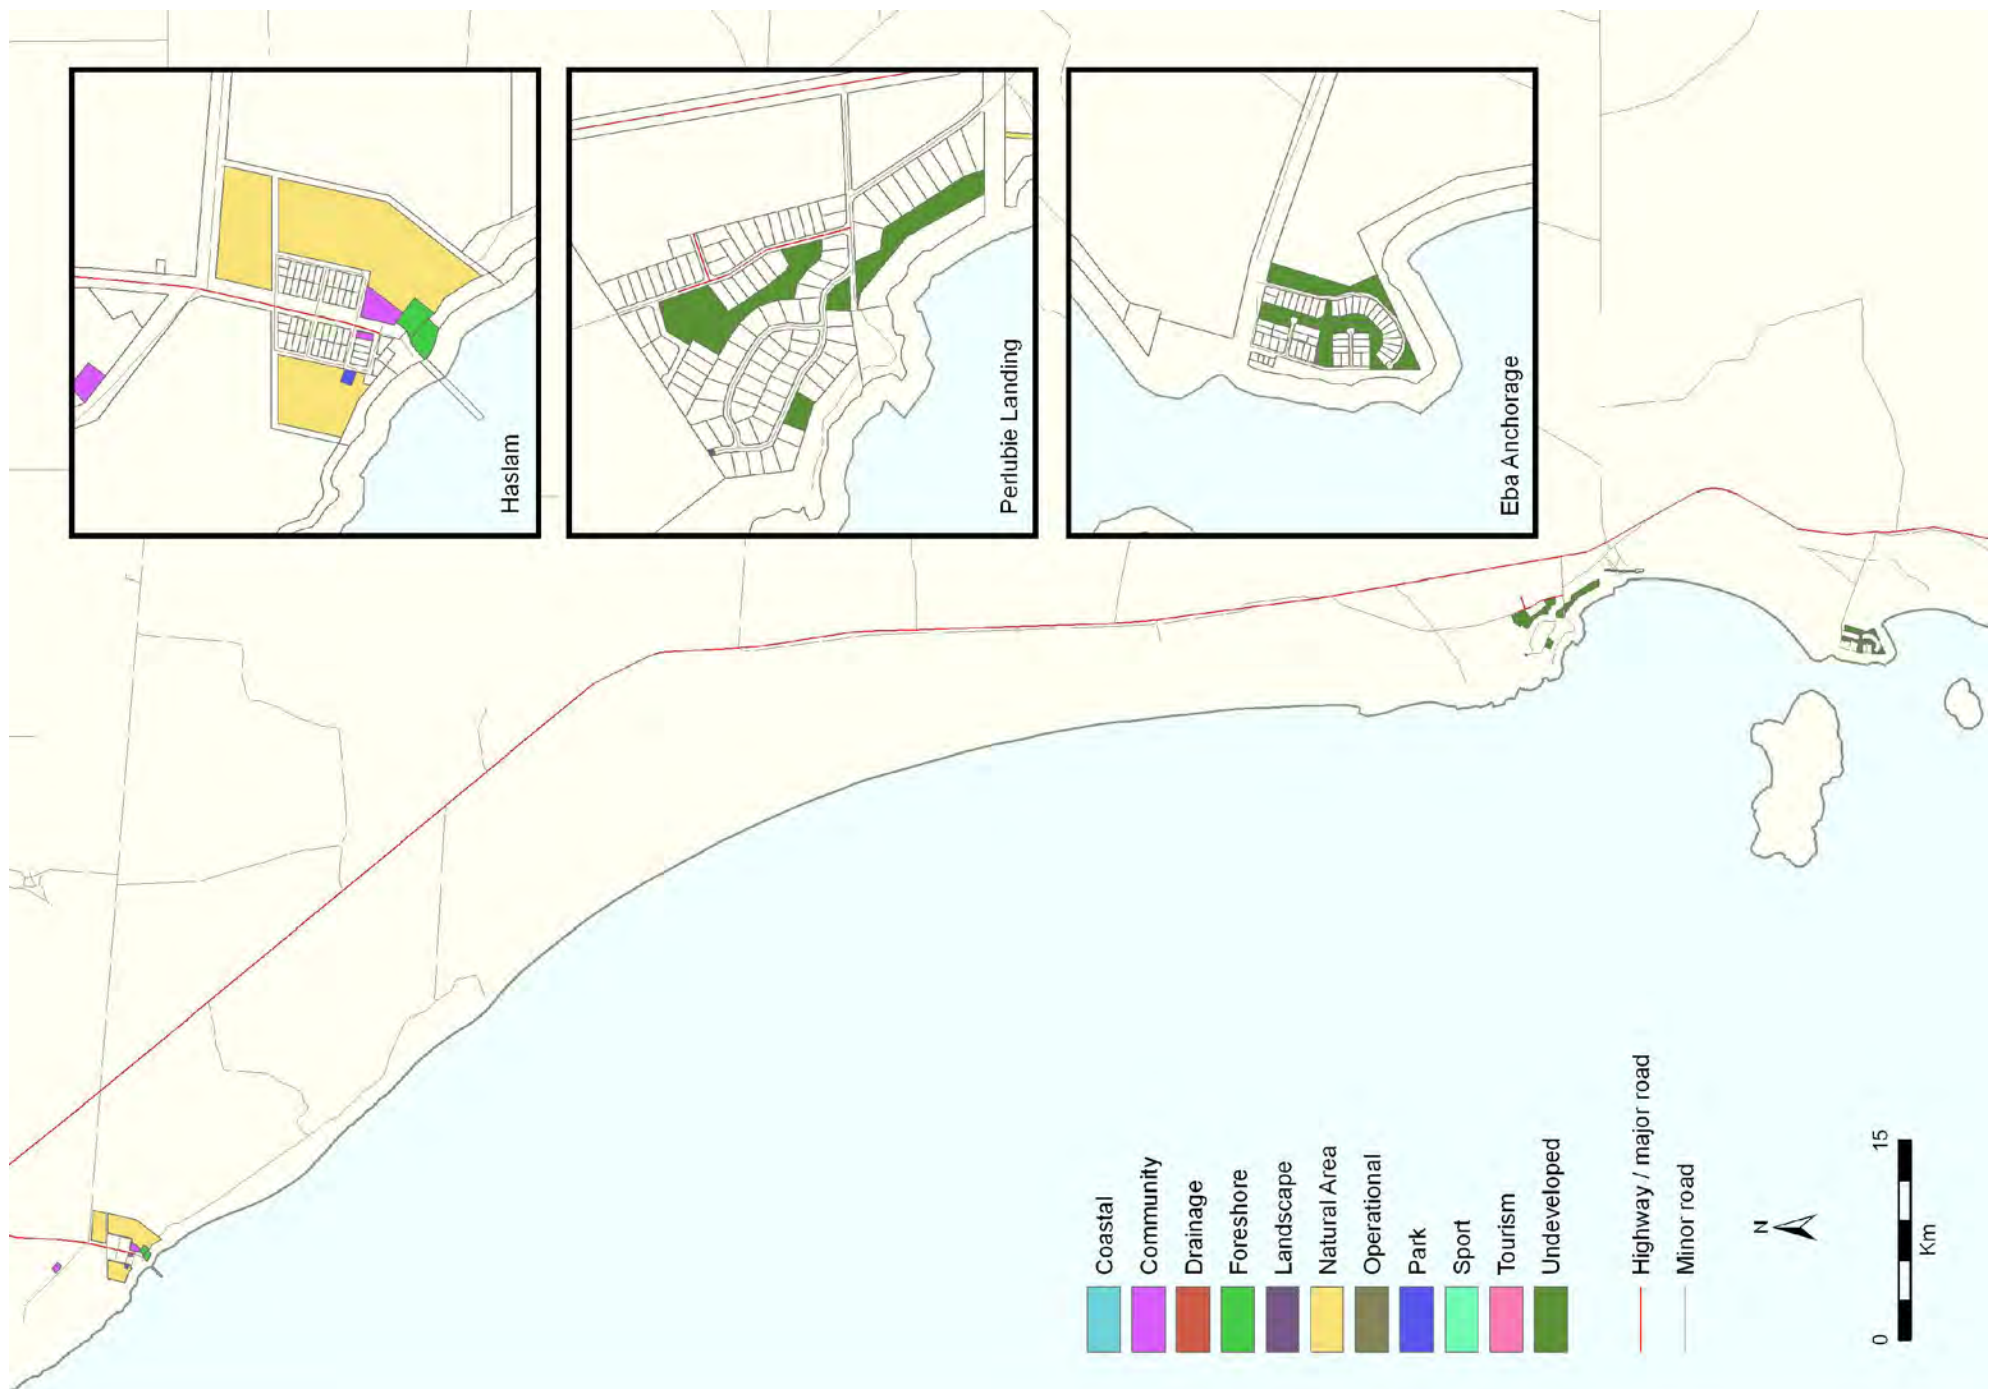 Haslam
Perlubie Landing
Eba Anchorage
Coastal
Community
Drainage
Foreshore
Landscape
Natural Area
Operational
Park
Sport
Tourism
Undeveloped
Highway / major road
Minor road
N
0 15
Km